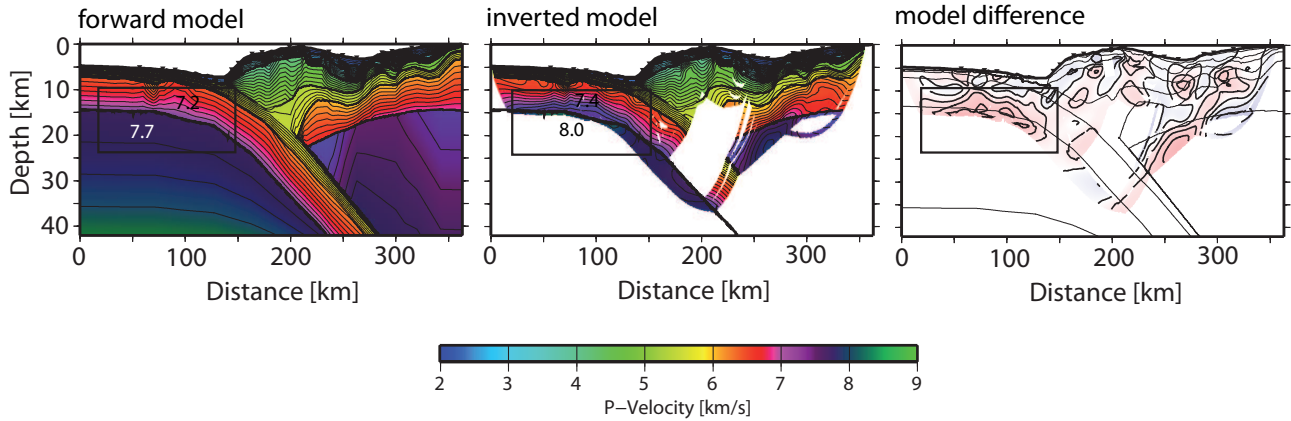 forward model
inverted model
model difference
0
10
20
30
40
Depth [km]
7.2
7.7
7.4
8.0
0 100 200 300
0 100 200 300
0 100 200 300
Distance [km]
Distance [km]
Distance [km]
2 3 4 5 6 7 8 9
P−Velocity [km/s]